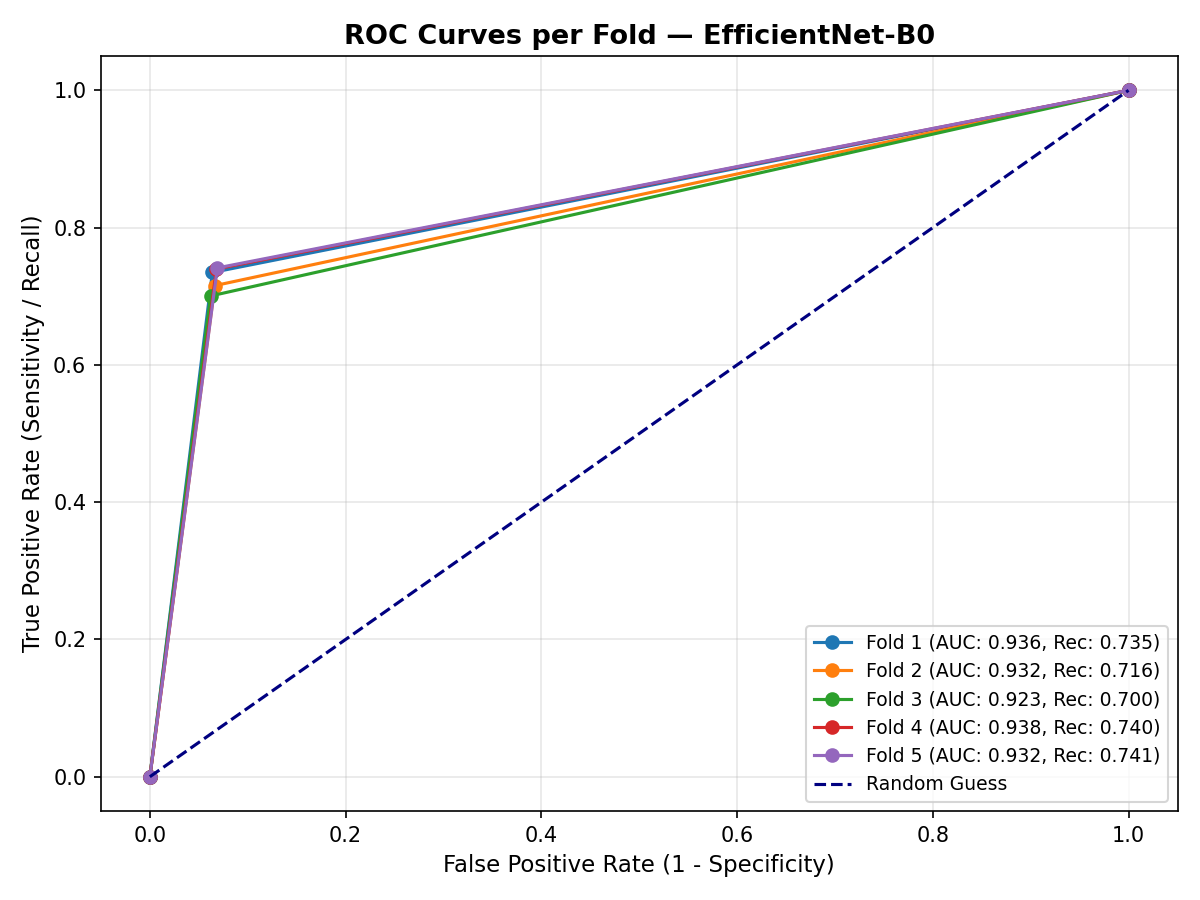 ROC Curves per Fold — EfficientNet-B0
True Positive Rate (Sensitivity / Recall)
1.0
0.8
0.6
0.4
0.2
0.0
Fold 1 (AUC: 0.936, Rec: 0.735)
Fold 2 (AUC: 0.932, Rec: 0.716)
Fold 3 (AUC: 0.923, Rec: 0.700)
Fold 4 (AUC: 0.938, Rec: 0.740)
Fold 5 (AUC: 0.932, Rec: 0.741)
Random Guess
0.0 0.2 0.4 0.6 0.8 1.0
False Positive Rate (1 - Specificity)